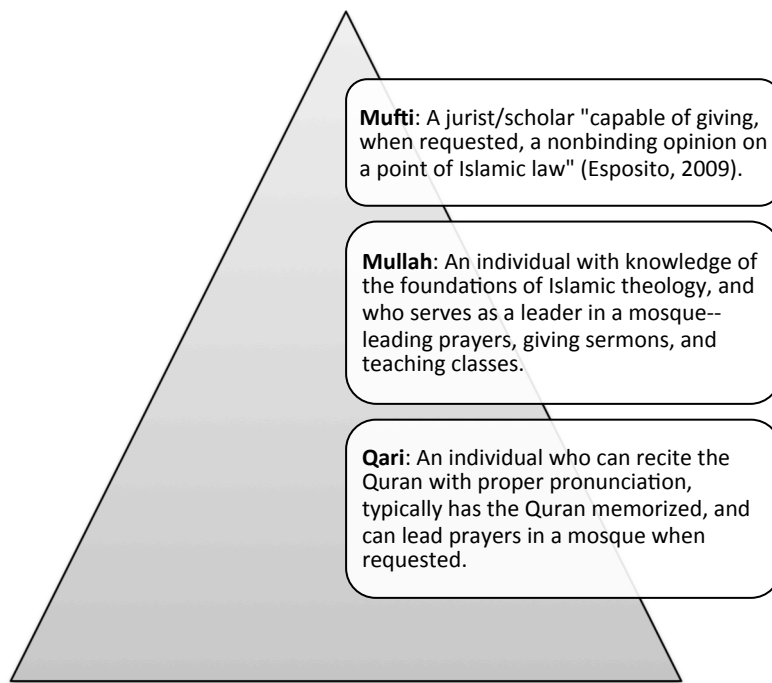 Mufti: A jurist/scholar "capable of giving,
when requested, a nonbinding opinion on
a point of Islamic law" (Esposito, 2009).
Mullah: An individual with knowledge of
the foundations of Islamic theology, and
who serves as a leader in a mosque--
leading prayers, giving sermons, and
teaching classes.
Qari: An individual who can recite the
Quran with proper pronunciation,
typically has the Quran memorized, and
can lead prayers in a mosque when
requested.